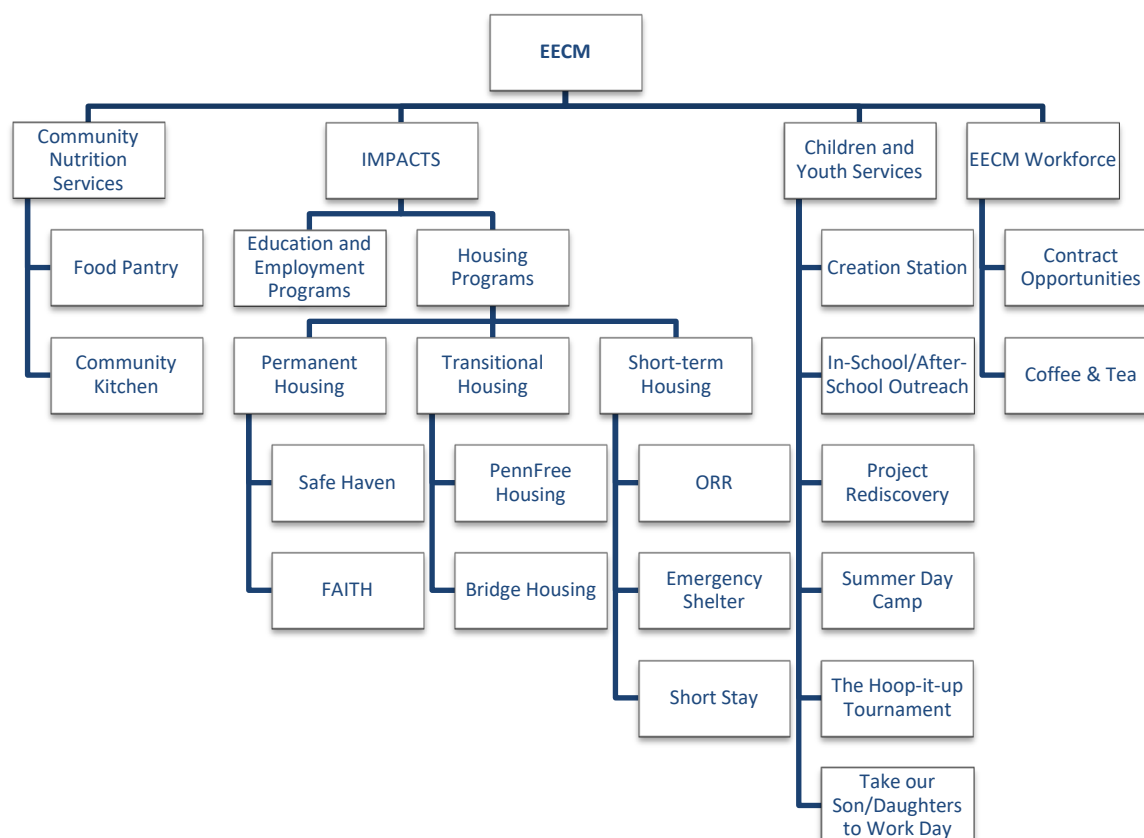 EECM
Community
Nutrition
Services
IMPACTS
Children and
Youth Services
EECM Workforce
Food Pantry
Community
Kitchen
Education and
Employment
Programs
Housing
Programs
Permanent
Housing
Safe Haven
FAITH
Transitional
Housing
PennFree
Housing
Bridge Housing
Short-term
Housing
ORR
Emergency
Shelter
Short Stay
Creation Station
In-School/After-
School Outreach
Project
Rediscovery
Summer Day
Camp
The Hoop-it-up
Tournament
Take our
Son/Daughters
to Work Day
Contract
Opportunities
Coffee & Tea